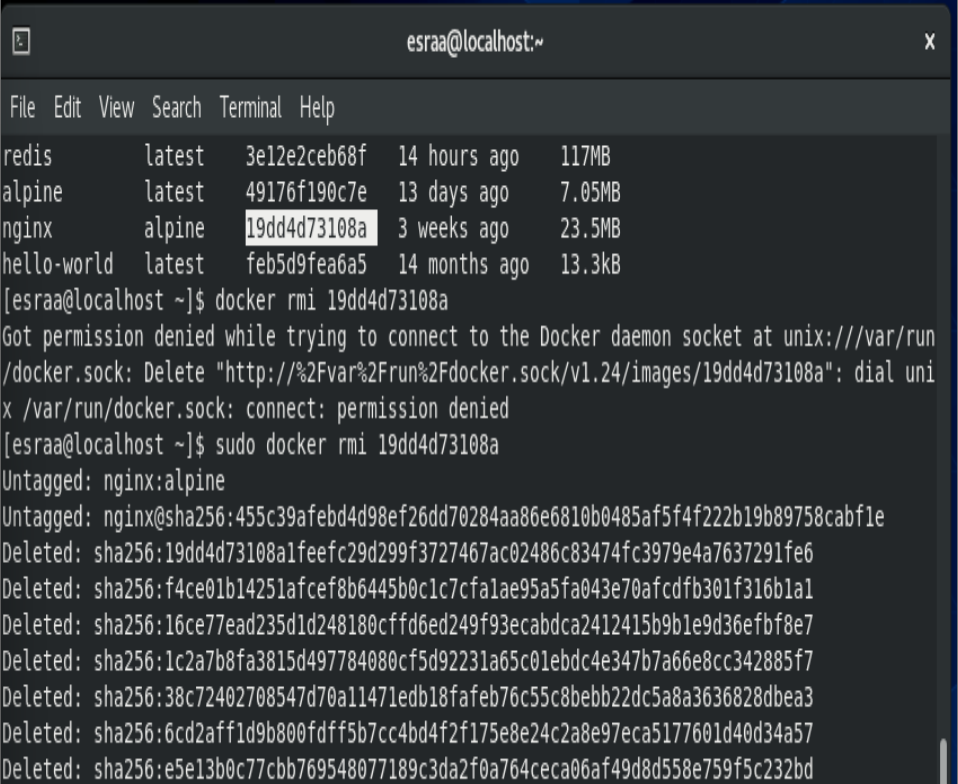 esraa@localhost:~ x
File Edit View Search Terminal Help
redis latest 3e12e2ceb68f 14 hours ago 117MB
alpine latest 49176f190c7e 13 days ago 7.05MB
nginx alpine 19dd4d73108a 3 weeks ago 23.5MB
hello-world latest feb5d9fea6a5 14 months ago 13.3kB
[esraa@localhost ~]$ docker rmi 19dd4d73108a
Got permission denied while trying to connect to the Docker daemon socket at unix:///var/run
/docker.sock: Delete "http://%2Fvar%2Frun%2Fdocker.sock/v1.24/images/19dd4d73108a": dial uni
x /var/run/docker.sock: connect: permission denied
[esraa@localhost ~]$ sudo docker rmi 19dd4d73108a
Untagged: nginx:alpine
Untagged: nginx@sha256:455c39afebd4d98ef26dd70284aa86e6810b0485af5f4f222b19b89758cabf1e
Deleted: sha256:19dd4d73108a1feefc29d299f3727467ac02486c83474fc3979e4a7637291fe6
Deleted: sha256:f4ce01b14251afcef8b6445b0c1c7cfa1ae95a5fa043e70afcdfb301f316b1a1
Deleted: sha256:16ce77ead235d1d248180cffd6ed249f93ecabdca2412415b9b1e9d36efbf8e7
Deleted: sha256:1c2a7b8fa3815d497784080cf5d92231a65c01ebdc4e347b7a66e8cc342885f7
Deleted: sha256:38c72402708547d70a11471edb18fafeb76c55c8bebb22dc5a8a3636828dbea3
Deleted: sha256:6cd2aff1d9b800fdff5b7cc4bd4f2f175e8e24c2a8e97eca5177601d40d34a57
Deleted: sha256:e5e13b0c77cbb769548077189c3da2f0a764ceca06af49d8d558e759f5c232bd